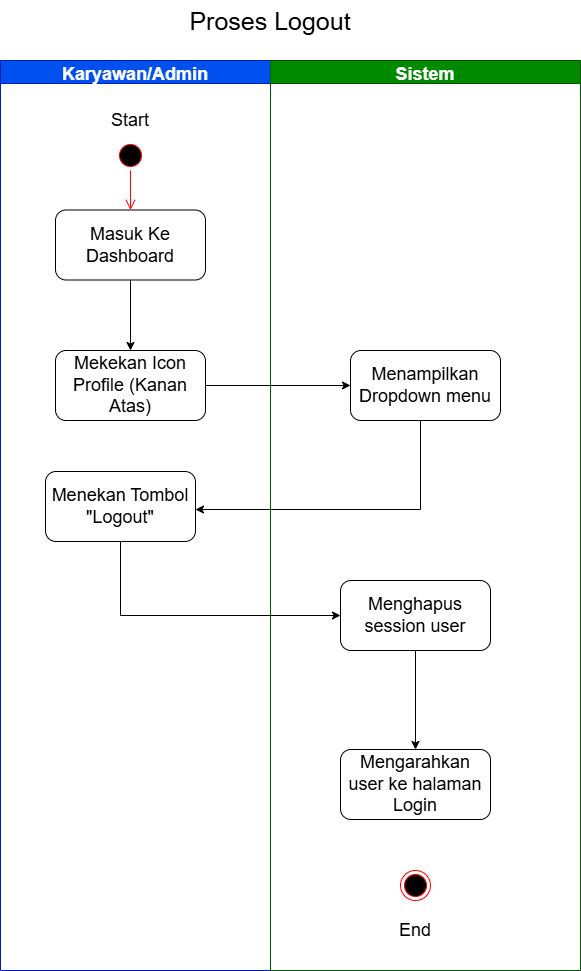 Proses Logout
Karyawan/Admin
Sistem
Start
Masuk Ke
Dashboard
Mekekan Icon
Profile (Kanan
Atas)
Menampilkan
Dropdown menu
Menekan Tombol
"Logout"
Menghapus
session user
Mengarahkan
user ke halaman
Login
End